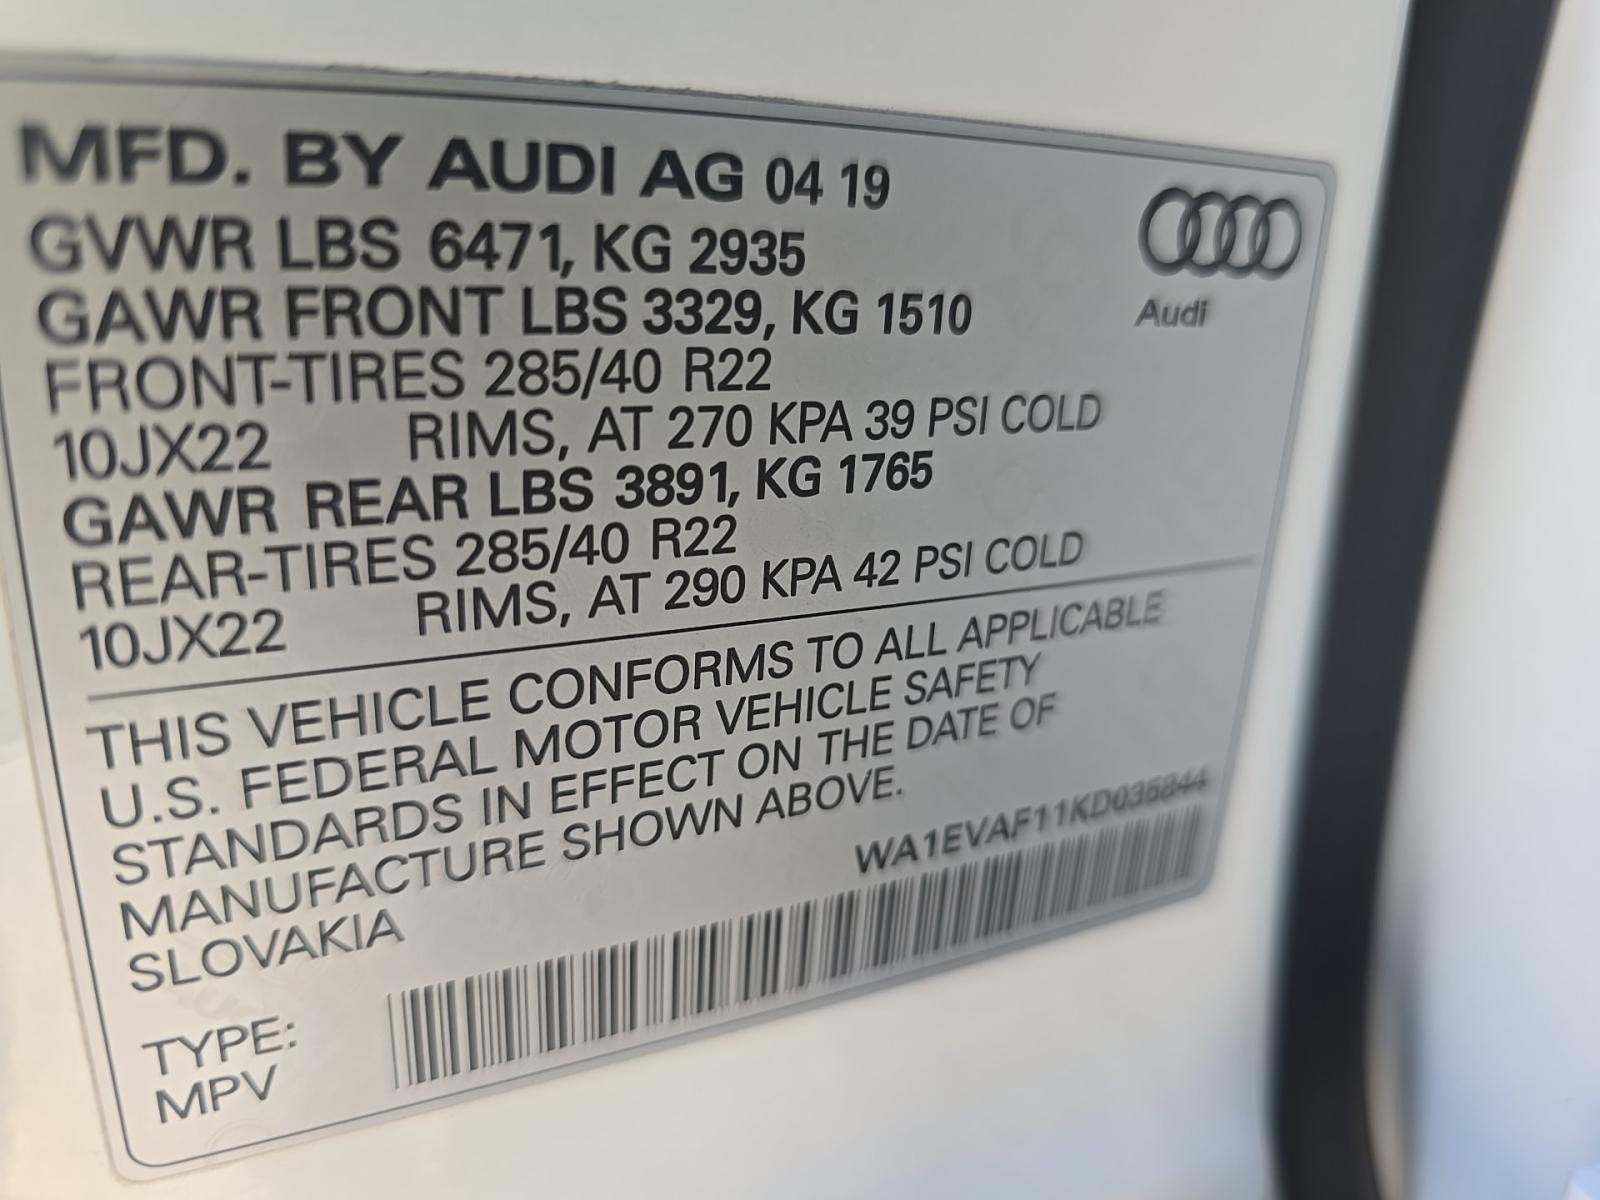 MFD. BY AUDI AG 04 19
GVWR LBS 6471, KG 2935
GAWR FRONT LBS 3329, KG 1510
FRONT-TIRES 285/40 R22
10JX22 RIMS, AT 270 KPA 39 PSI COLD
GAWR REAR LBS 3891, KG 1765
REAR-TIRES 285/40 R22
10JX22 RIMS, AT 290 KPA 42 PSI COLD
Audi
THIS VEHICLE CONFORMS TO ALL APPLICABLE
U.S. FEDERAL MOTOR VEHICLE SAFETY
STANDARDS IN EFFECT ON THE DATE OF
MANUFACTURE SHOWN ABOVE.
SLOVAKIA
WA1EVAF11KD036844
TYPE:
MPV